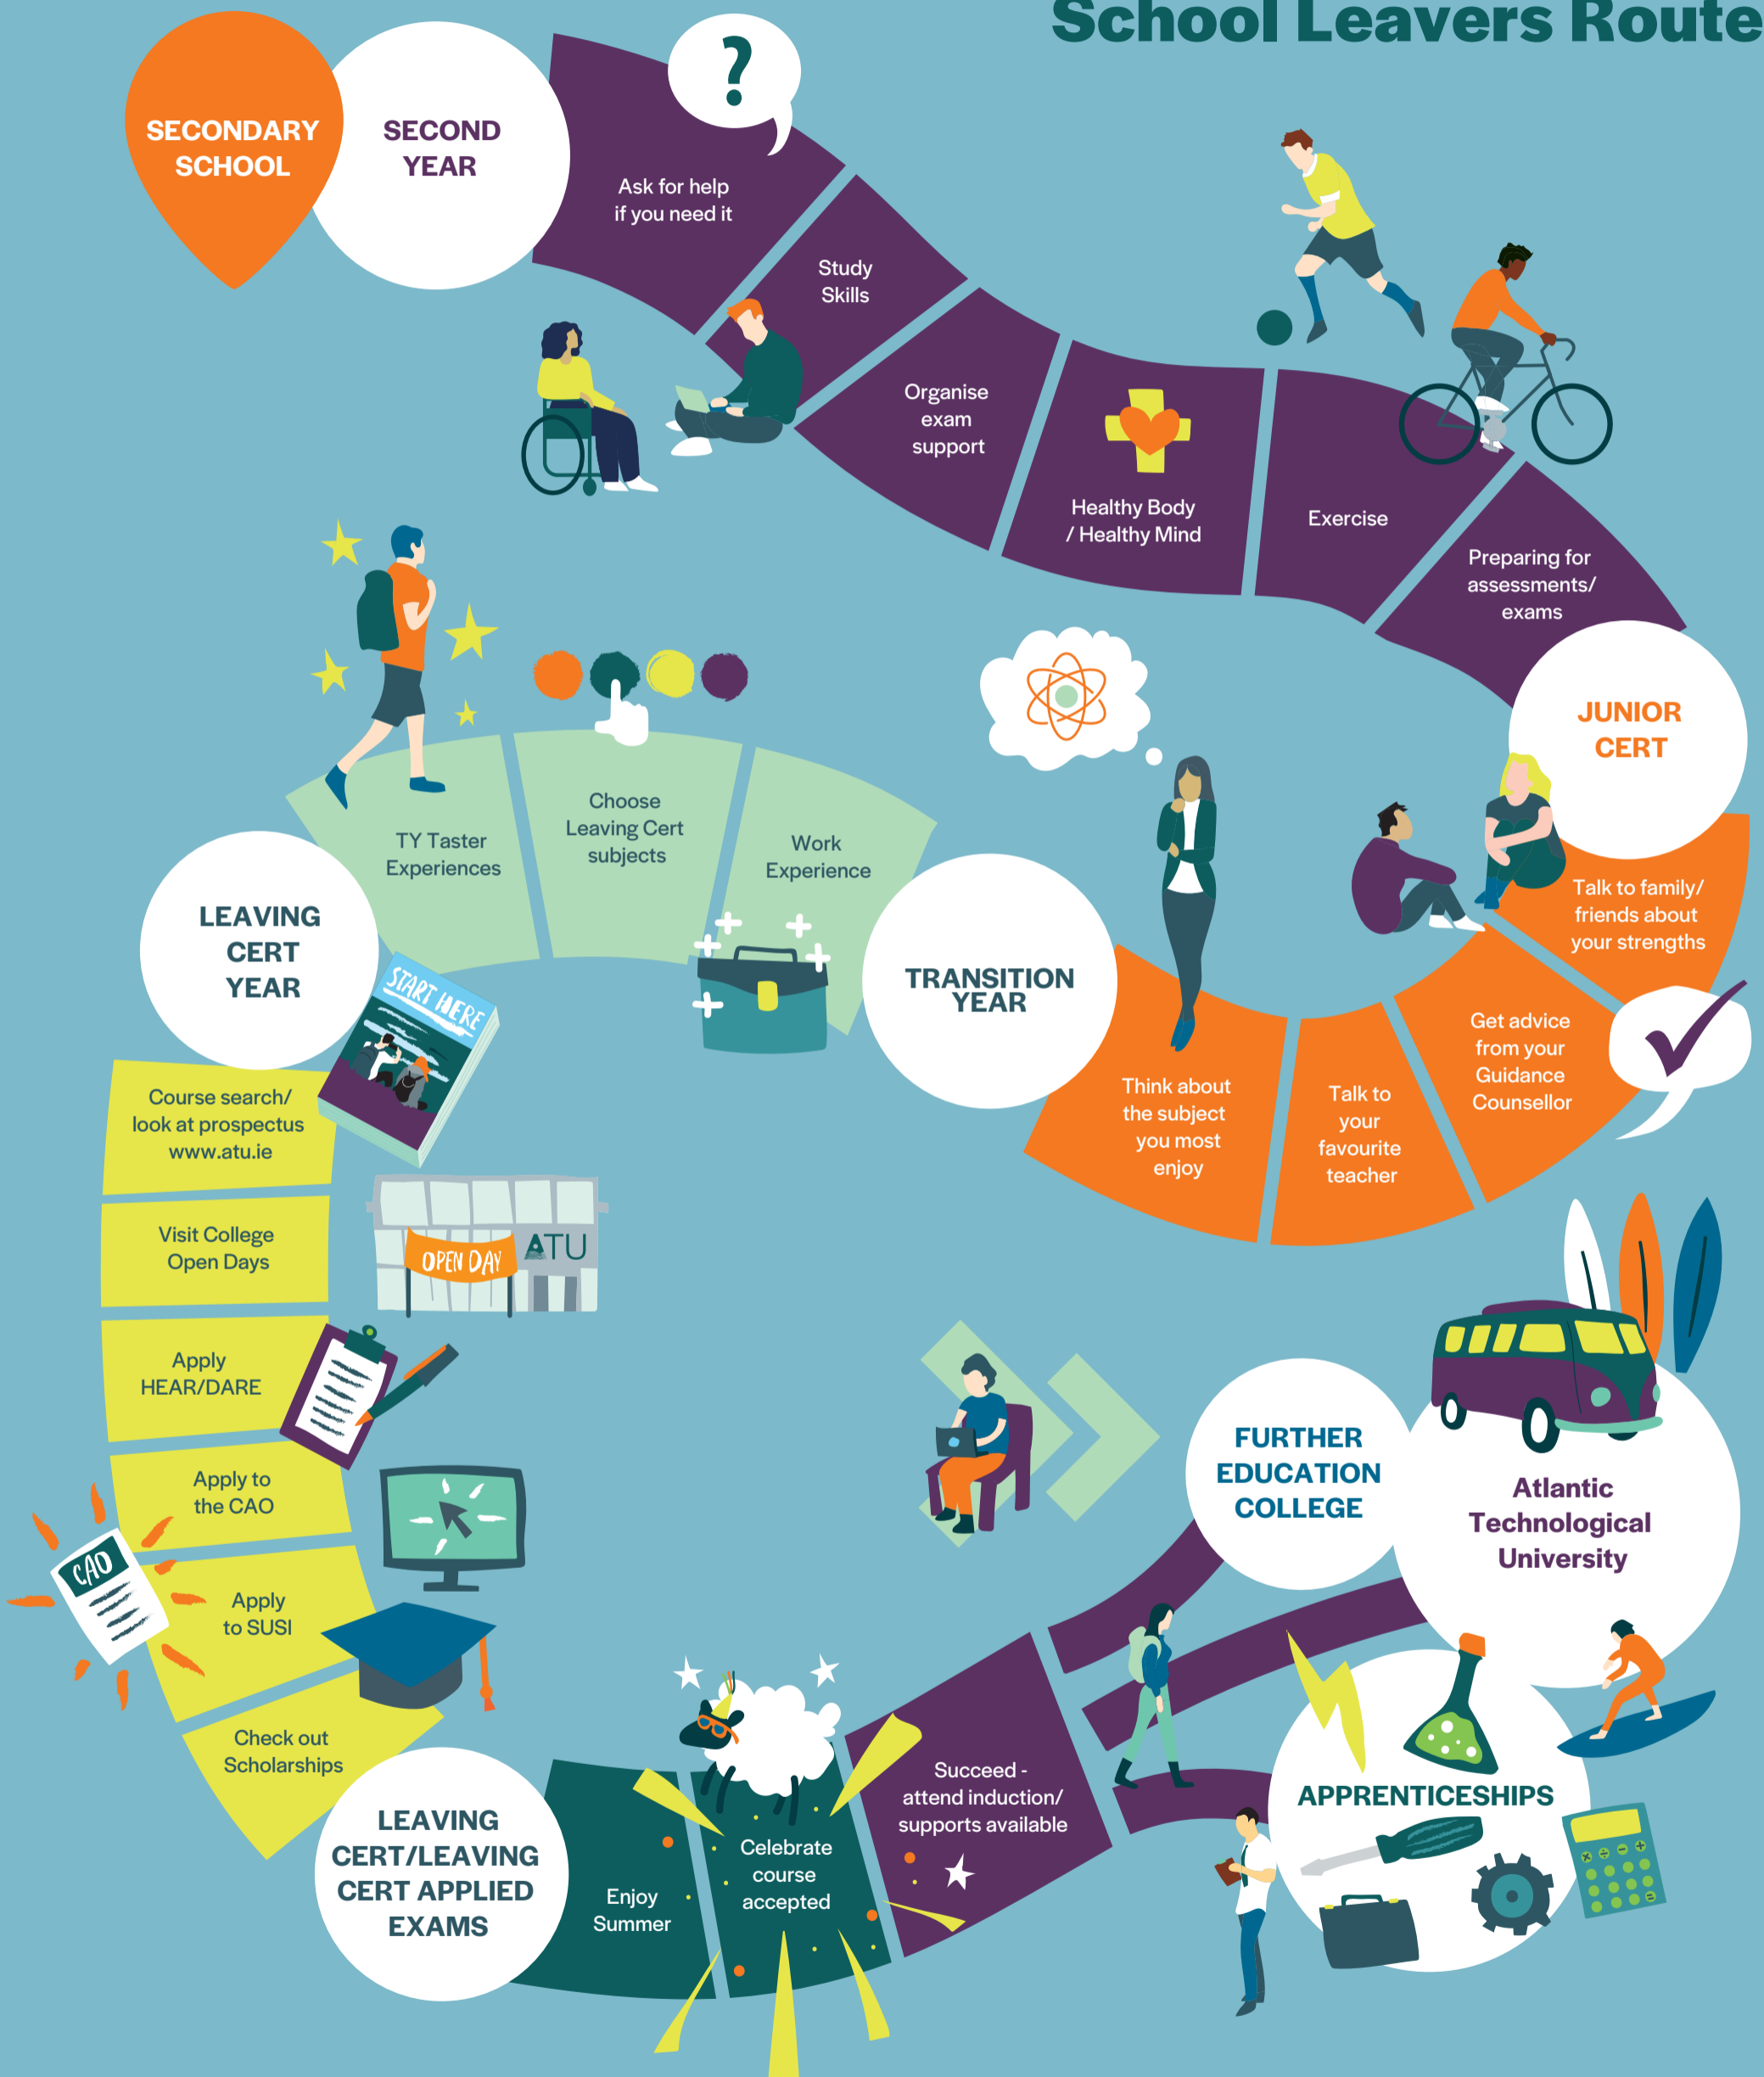 School Leavers Route
SECONDARY
SCHOOL
SECOND
YEAR
?
Ask for help
if you need it
Study
Skills
Organise
exam
support
Healthy Body
/ Healthy Mind
Exercise
Preparing for
assessments/
exams
JUNIOR
CERT
Talk to family/
friends about
your strengths
Get advice
from your
Guidance
Counsellor
Talk to
your
favourite
teacher
Think about
the subject
you most
enjoy
TRANSITION
YEAR
Work
Experience
Choose
Leaving Cert
subjects
TY Taster
Experiences
LEAVING
CERT
YEAR
START HERE
Course search/
look at prospectus
www.atu.ie
Visit College
Open Days
OPEN DAY
ATU
Apply
HEAR/DARE
Apply to
the CAO
CAO
Apply
to SUSI
Check out
Scholarships
LEAVING
CERT/LEAVING
CERT APPLIED
EXAMS
Enjoy
Summer
Celebrate
course
accepted
Succeed -
attend induction/
supports available
FURTHER
EDUCATION
COLLEGE
Atlantic
Technological
University
APPRENTICESHIPS